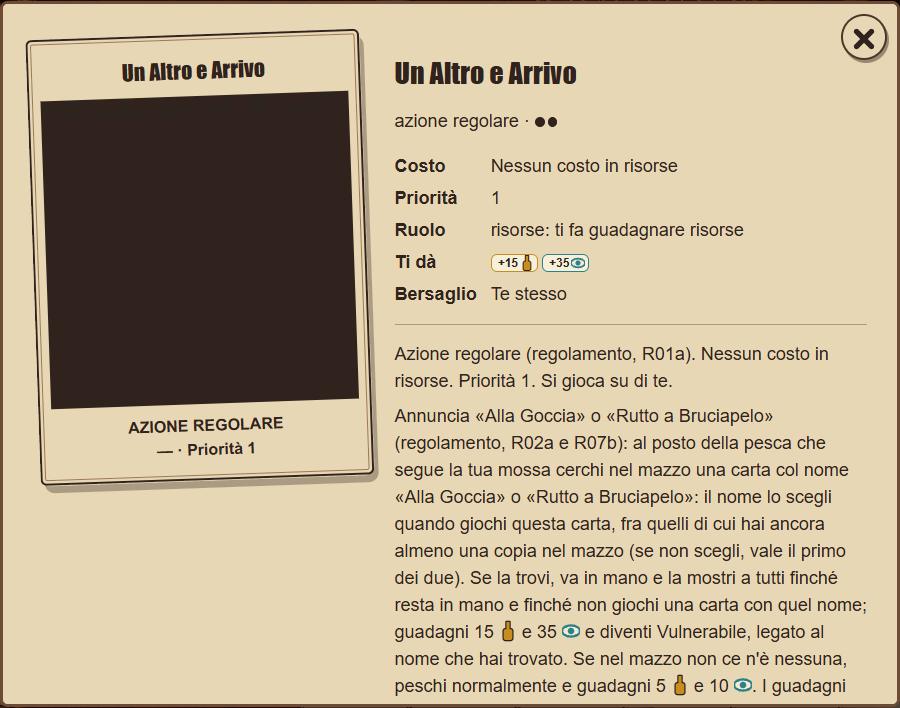 Un Altro e Arrivo
AZIONE REGOLARE
— · Priorità 1
Un Altro e Arrivo
azione regolare · ●●
Costo Nessun costo in risorse
Priorità 1
Ruolo risorse: ti fa guadagnare risorse
Ti dà +15 +35
Bersaglio Te stesso
Azione regolare (regolamento, R01a). Nessun costo in
risorse. Priorità 1. Si gioca su di te.
Annuncia «Alla Goccia» o «Rutto a Bruciapelo»
(regolamento, R02a e R07b): al posto della pesca che
segue la tua mossa cerchi nel mazzo una carta col nome
«Alla Goccia» o «Rutto a Bruciapelo»: il nome lo scegli
quando giochi questa carta, fra quelli di cui hai ancora
almeno una copia nel mazzo (se non scegli, vale il primo
dei due). Se la trovi, va in mano e la mostri a tutti finché
resta in mano e finché non giochi una carta con quel nome;
guadagni 15 e 35 e diventi Vulnerabile, legato al
nome che hai trovato. Se nel mazzo non ce n'è nessuna,
peschi normalmente e guadagni 5 e 10. I guadagni